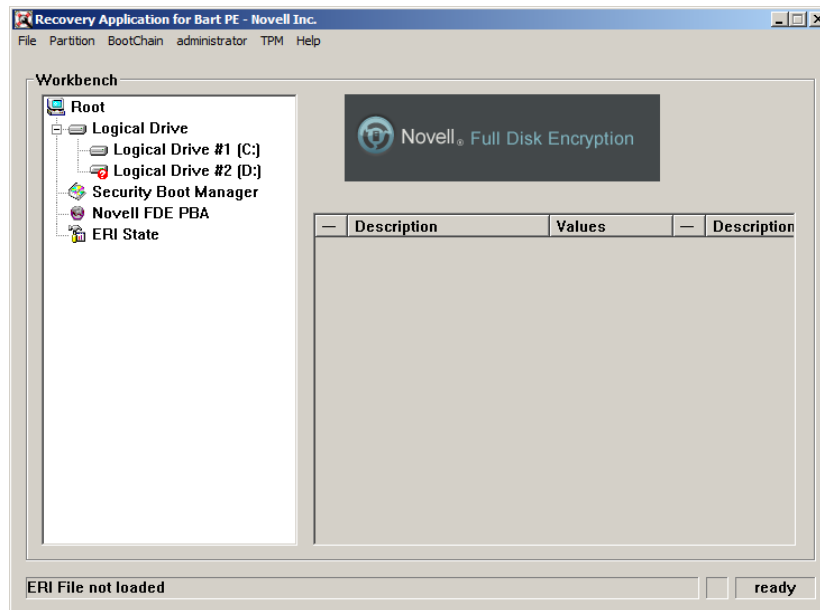 Recovery Application for Bart PE - Novell Inc.
File Partition BootChain administrator TPM Help
Workbench
Root
Logical Drive
Logical Drive #1 (C:)
Logical Drive #2 (D:)
Security Boot Manager
Novell FDE PBA
ERI State
Novell® Full Disk Encryption
— Description Values — Description
ERI File not loaded
ready